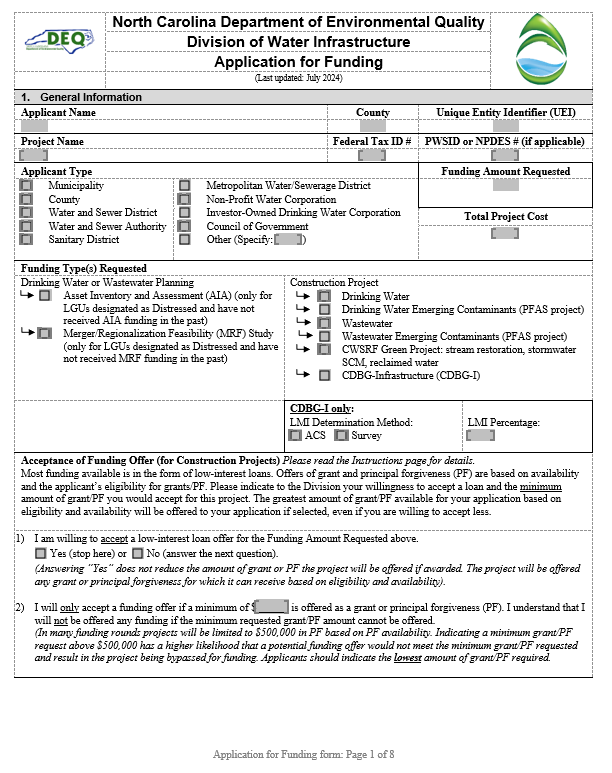 DEQ
North Carolina Department of Environmental Quality
Division of Water Infrastructure
Application for Funding
(Last updated: July 2024)
1. General Information
Applicant Name
County
Unique Entity Identifier (UEI)
Project Name
Federal Tax ID #
PWSID or NPDES # (if applicable)
Applicant Type
Municipality
County
Water and Sewer District
Water and Sewer Authority
Sanitary District
Metropolitan Water/Sewerage District
Non-Profit Water Corporation
Investor-Owned Drinking Water Corporation
Council of Government
Other (Specify: )
Funding Amount Requested
Total Project Cost
Funding Type(s) Requested
Drinking Water or Wastewater Planning
Asset Inventory and Assessment (AIA) (only for
LGUs designated as Distressed and have not
received AIA funding in the past)
Merger/Regionalization Feasibility (MRF) Study
(only for LGUs designated as Distressed and have
not received MRF funding in the past)
Construction Project
Drinking Water
Drinking Water Emerging Contaminants (PFAS project)
Wastewater
Wastewater Emerging Contaminants (PFAS project)
CWSRF Green Project: stream restoration, stormwater
SCM, reclaimed water
CDBG-Infrastructure (CDBG-I)
CDBG-I only:
LMI Determination Method:
ACS Survey
LMI Percentage:
Acceptance of Funding Offer (for Construction Projects) Please read the Instructions page for details.
Most funding available is in the form of low-interest loans. Offers of grant and principal forgiveness (PF) are based on availability
and the applicant’s eligibility for grants/PF. Please indicate to the Division your willingness to accept a loan and the minimum
amount of grant/PF you would accept for this project. The greatest amount of grant/PF available for your application based on
eligibility and availability will be offered to your application if selected, even if you are willing to accept less.
1) I am willing to accept a low-interest loan offer for the Funding Amount Requested above.
Yes (stop here) or No (answer the next question).
(Answering “Yes” does not reduce the amount of grant or PF the project will be offered if awarded. The project will be offered
any grant or principal forgiveness for which it can receive based on eligibility and availability).
2) I will only accept a funding offer if a minimum of $ is offered as a grant or principal forgiveness (PF). I understand that I
will not be offered any funding if the minimum requested grant/PF amount cannot be offered.
(In many funding rounds projects will be limited to $500,000 in PF based on PF availability. Indicating a minimum grant/PF
request above $500,000 has a higher likelihood that a potential funding offer would not meet the minimum grant/PF requested
and result in the project being bypassed for funding. Applicants should indicate the lowest amount of grant/PF required.
Application for Funding form: Page 1 of 8